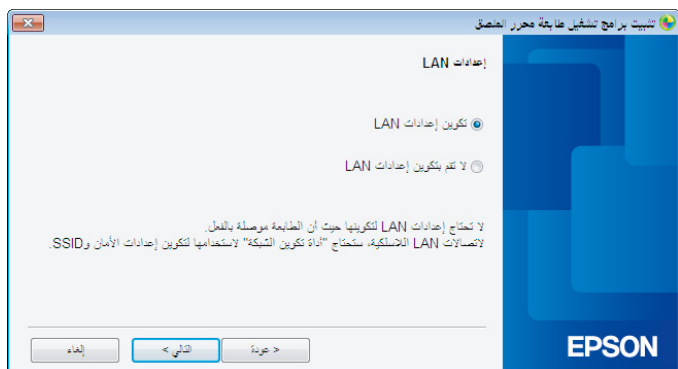 تثبيت برامج تشغيل طابعة محرر الملصق
إعدادات LAN
تكوين إعدادات LAN
لا تقم بتكوين إعدادات LAN
لا تحتاج إعدادات LAN لتكوينها حيث أن الطابعة موصلة بالفعل.
لاتصالات LAN اللاسلكية، ستحتاج "أداة تكوين الشبكة" لاستخدامها لتكوين إعدادات الأمان وSSID.
< عودة
التالي >
إلغاء
EPSON